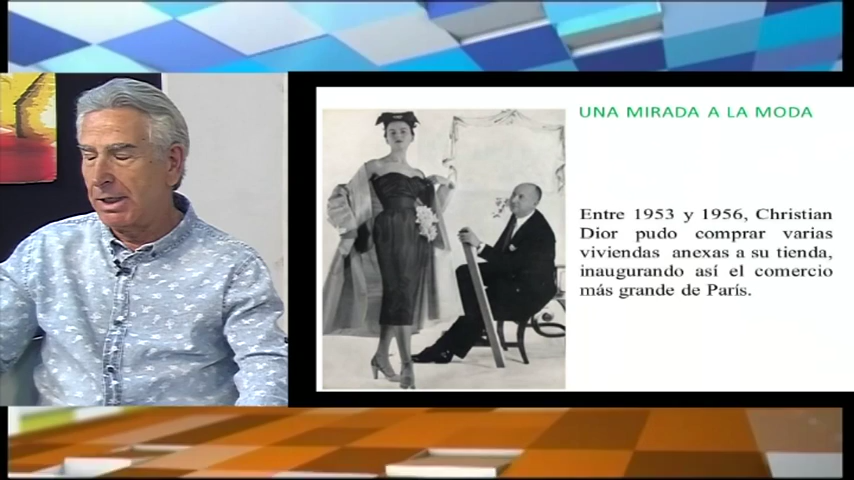 UNA MIRADA A LA MODA
Entre 1953 y 1956, Christian
Dior pudo comprar varias
viviendas anexas a su tienda,
inaugurando así el comercio
más grande de París.